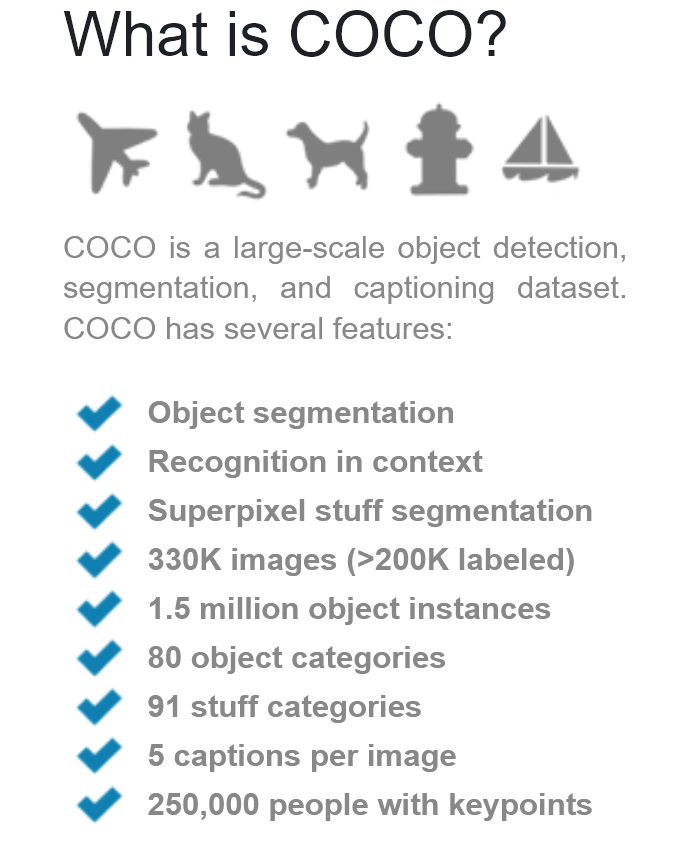 What is COCO?
COCO is a large-scale object detection,
segmentation, and captioning dataset.
COCO has several features:
Object segmentation
Recognition in context
Superpixel stuff segmentation
330K images (>200K labeled)
1.5 million object instances
80 object categories
91 stuff categories
5 captions per image
250,000 people with keypoints